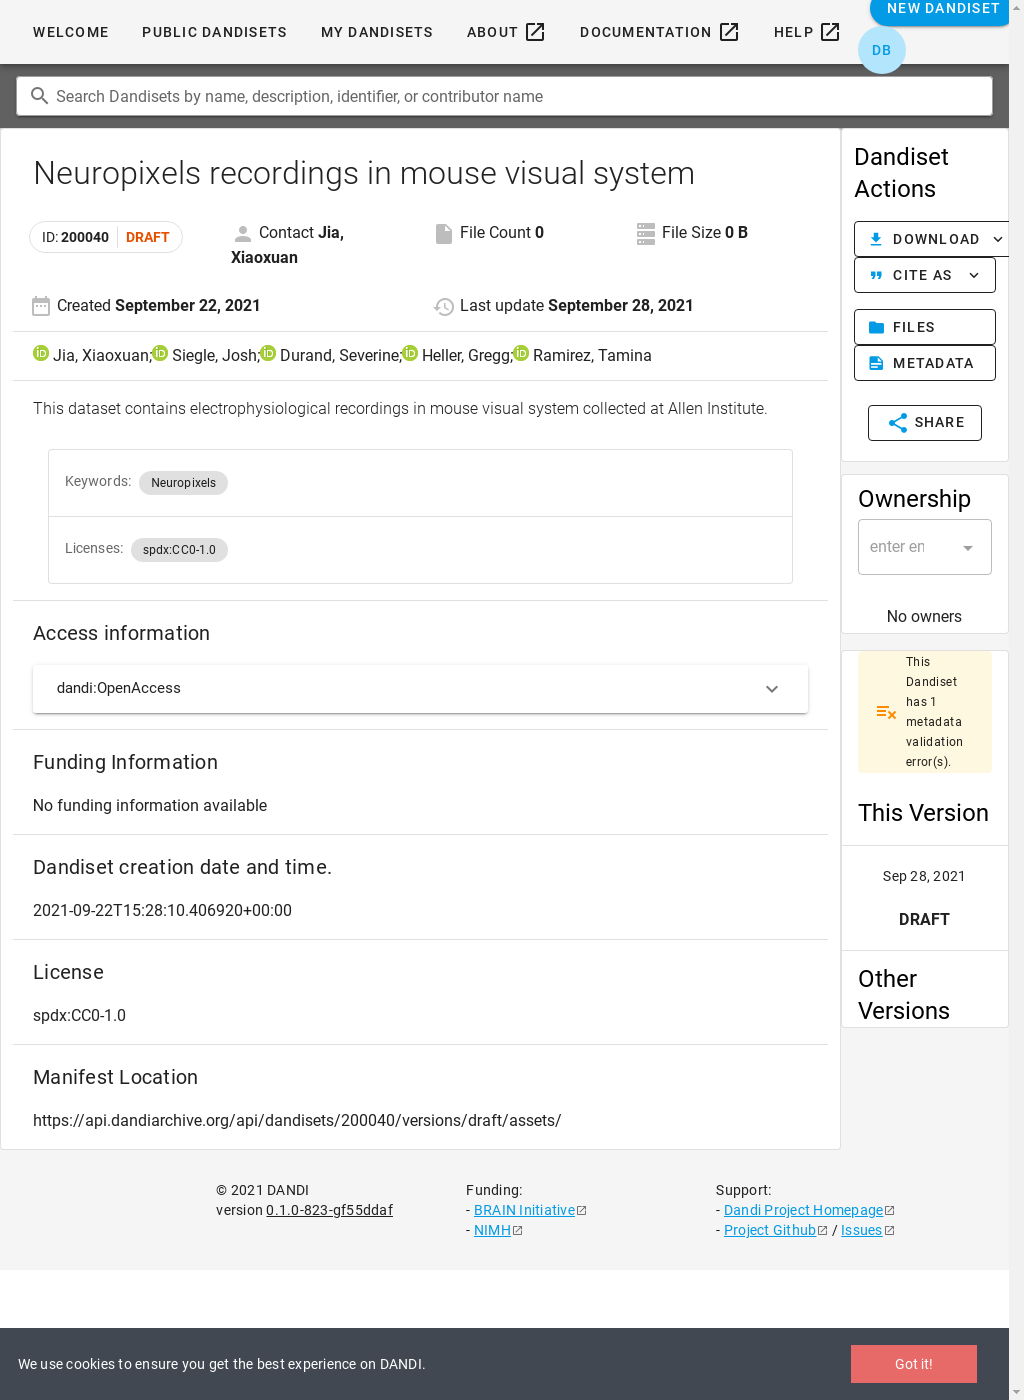 NEW DANDISET
WELCOME PUBLIC DANDISETS MY DANDISETS ABOUT DOCUMENTATION HELP
DB
Search Dandisets by name, description, identifier, or contributor name
Neuropixels recordings in mouse visual system
ID: 200040 DRAFT
Contact Jia,
Xiaoxuan
File Count 0
File Size 0 B
Created September 22, 2021
Last update September 28, 2021
iD Jia, Xiaoxuan; iD Siegle, Josh; iD Durand, Severine; iD Heller, Gregg; iD Ramirez, Tamina
This dataset contains electrophysiological recordings in mouse visual system collected at Allen Institute.
Keywords: Neuropixels
Licenses: spdx:CC0-1.0
Access information
dandi:OpenAccess
Funding Information
No funding information available
Dandiset creation date and time.
2021-09-22T15:28:10.406920+00:00
License
spdx:CC0-1.0
Manifest Location
https://api.dandiarchive.org/api/dandisets/200040/versions/draft/assets/
Dandiset
Actions
DOWNLOAD
CITE AS
FILES
METADATA
SHARE
Ownership
enter en
No owners
This
Dandiset
has 1
metadata
validation
error(s).
This Version
Sep 28, 2021
DRAFT
Other
Versions
© 2021 DANDI
version 0.1.0-823-gf55ddaf
Funding:
- BRAIN Initiative
- NIMH
Support:
- Dandi Project Homepage
- Project Github / Issues
We use cookies to ensure you get the best experience on DANDI.
Got it!